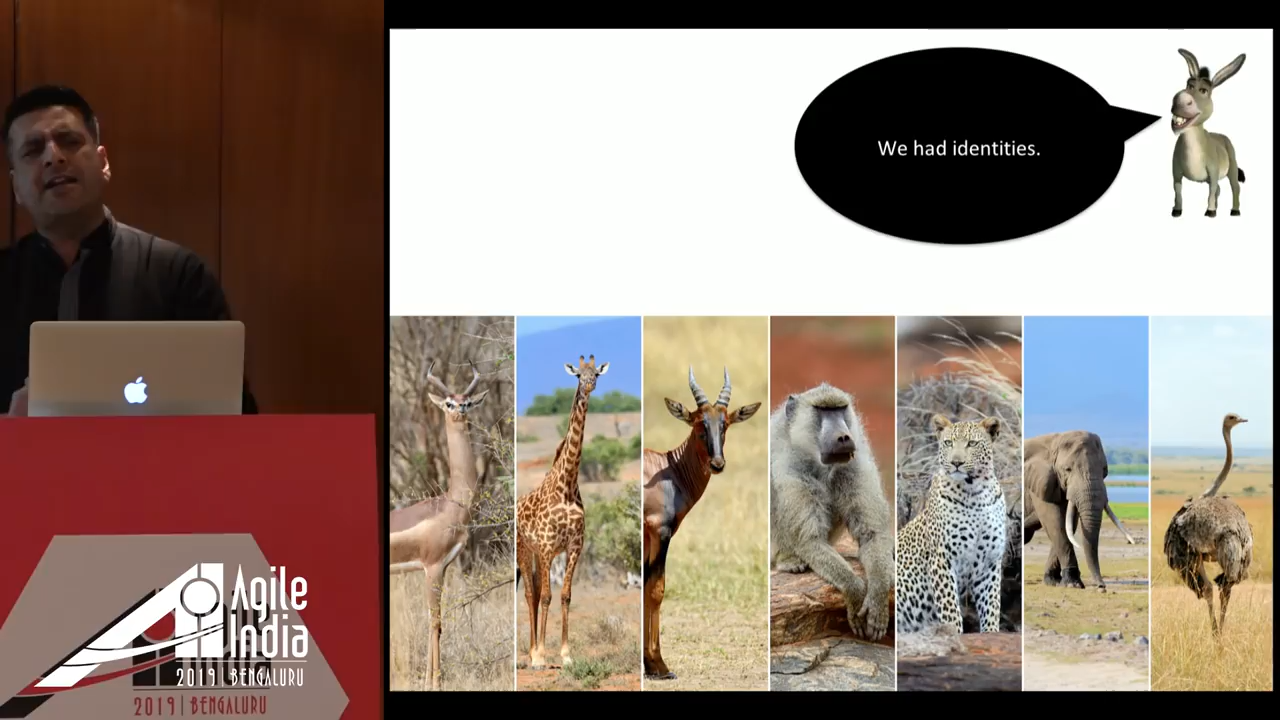 We had identities.
Agile
India
2019 | BENGALURU
2019 | BENGALURU